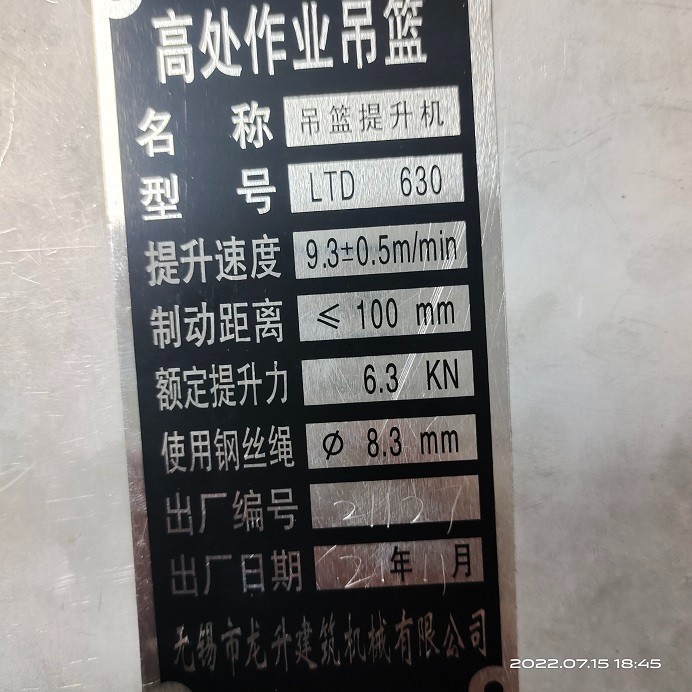 高处作业吊篮
名称 吊篮提升机
型号 LTD 630
提升速度 9.3±0.5m/min
制动距离 ≤ 100 mm
额定提升力 6.3 KN
使用钢丝绳 Ø 8.3 mm
出厂编号 21127
出厂日期 21年11月
无锡市龙升建筑机械有限公司
2022.07.15 18:45